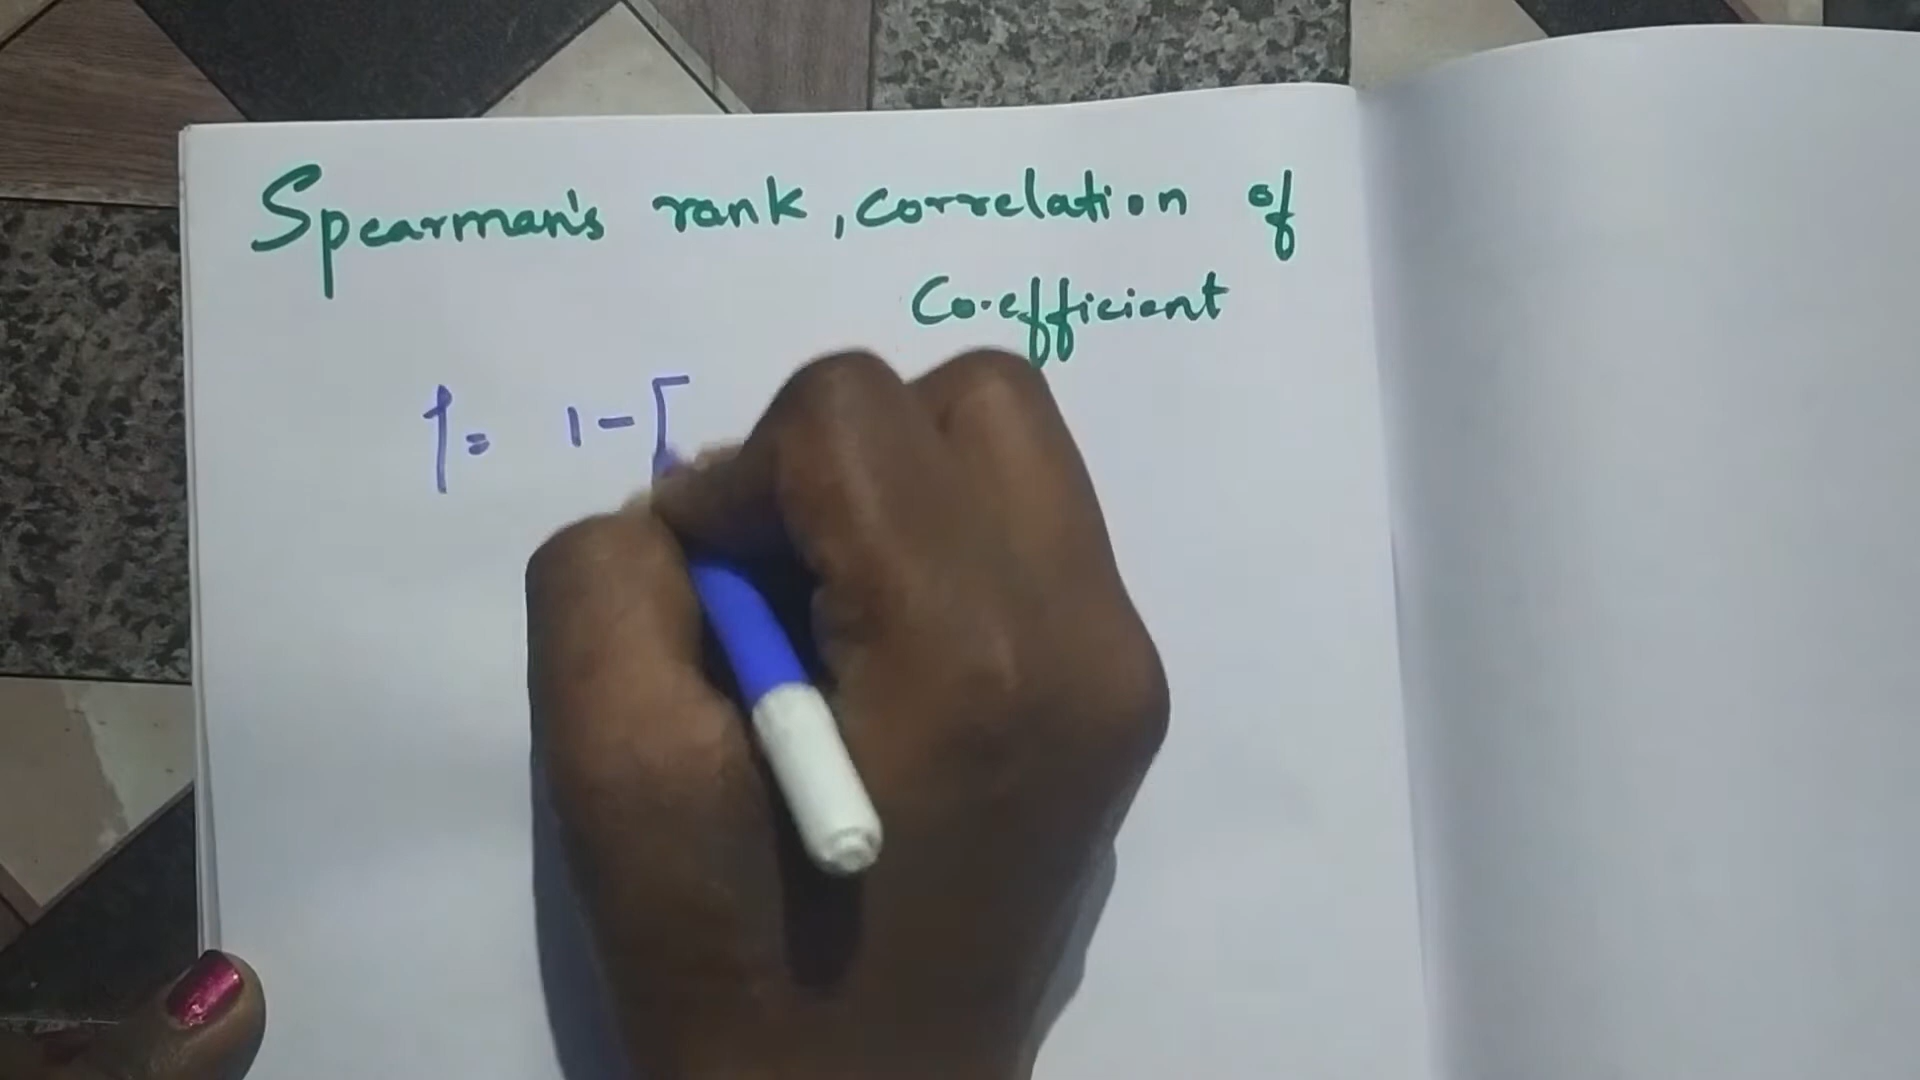 Spearman's rank, correlation of
Co-efficient
ρ = 1 - [